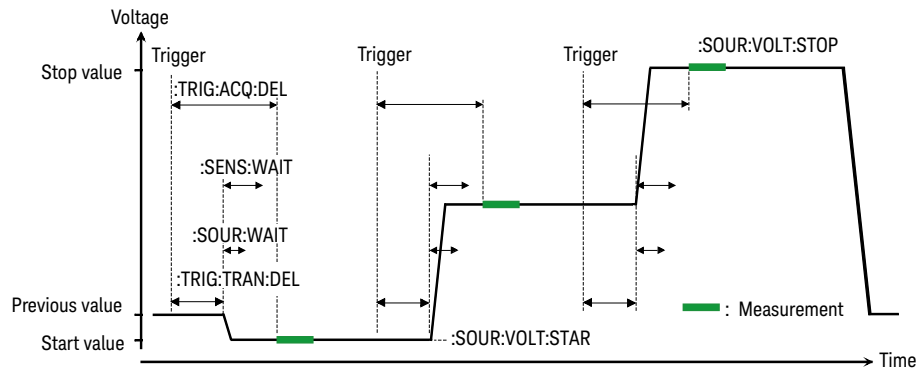 Voltage
Trigger
Trigger
Trigger
:SOUR:VOLT:STOP
Stop value
:TRIG:ACQ:DEL
:SENS:WAIT
:SOUR:WAIT
:TRIG:TRAN:DEL
Previous value
: Measurement
Start value
:SOUR:VOLT:STAR
Time